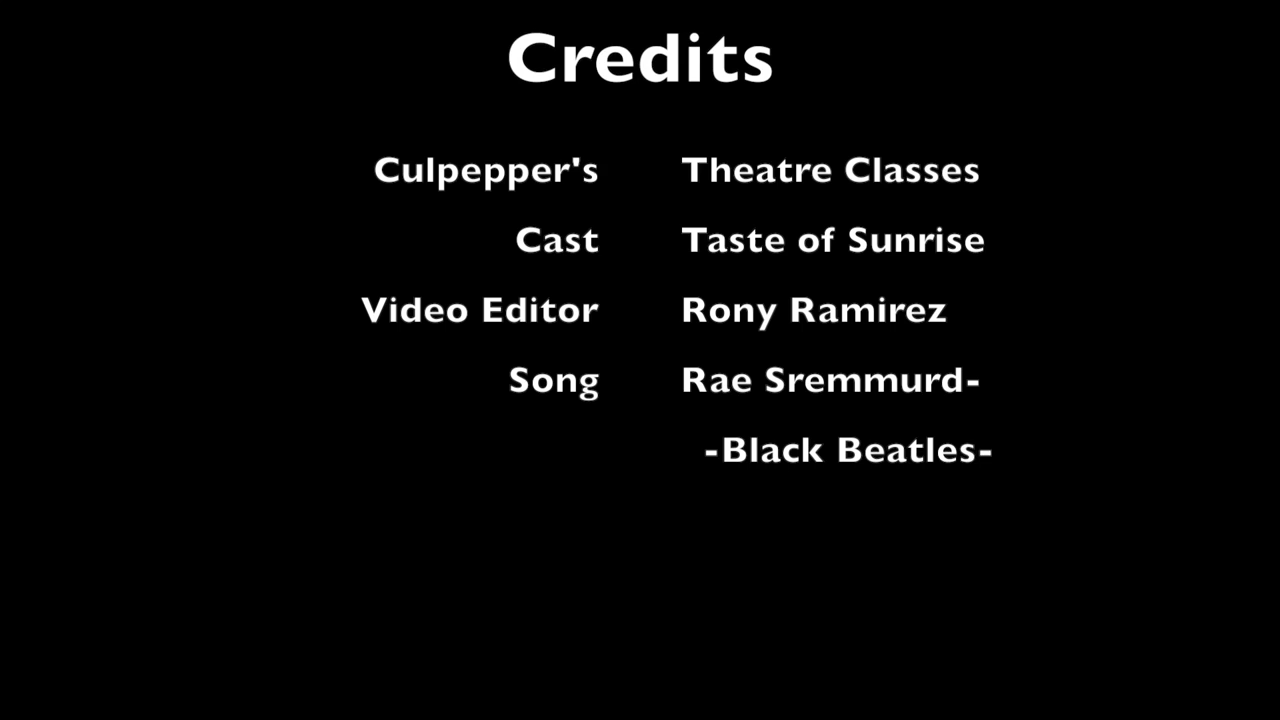 Credits
Culpepper's Theatre Classes
Cast Taste of Sunrise
Video Editor Rony Ramirez
Song Rae Sremmurd-
-Black Beatles-